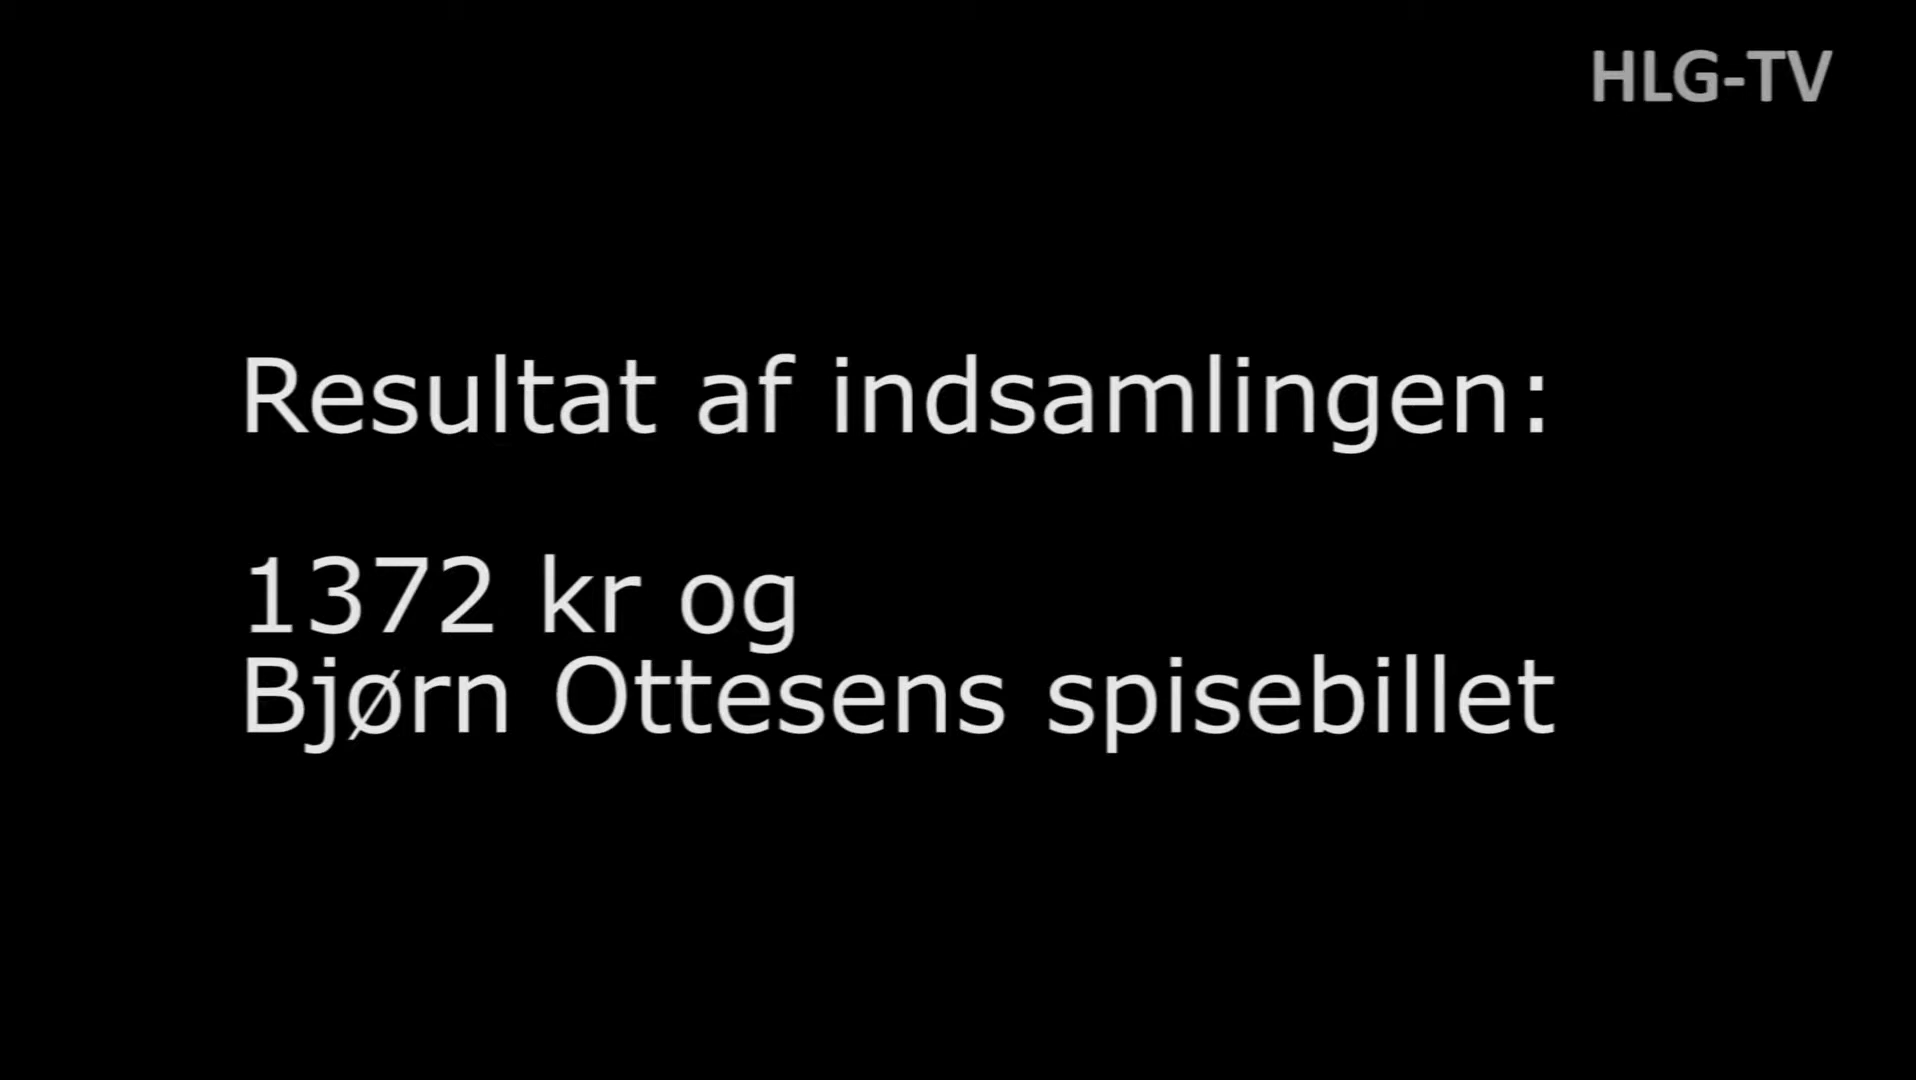 HLG-TV
Resultat af indsamlingen:
1372 kr og
Bjørn Ottesens spisebillet